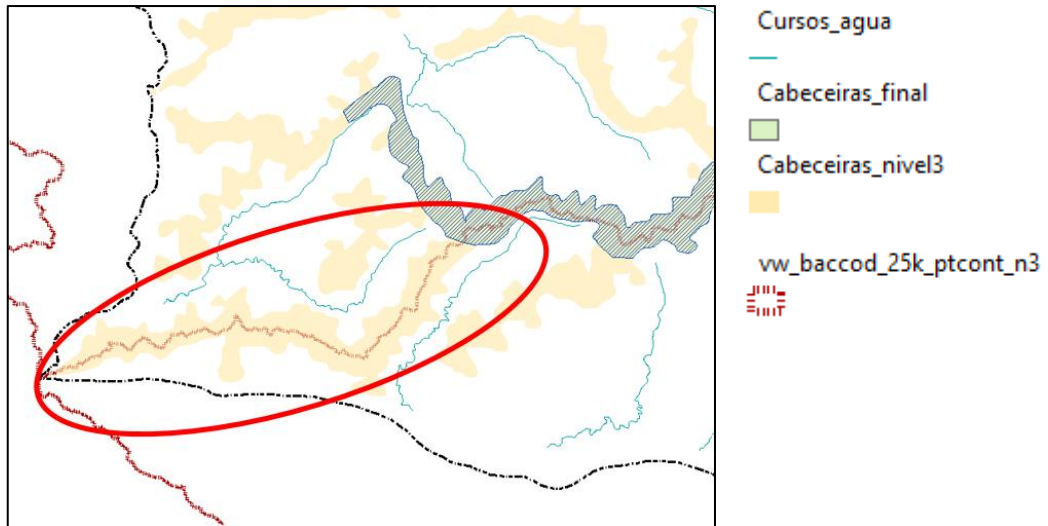 Cursos_agua
Cabeceiras_final
Cabeceiras_nivel3
vw_baccod_25k_ptcont_n3